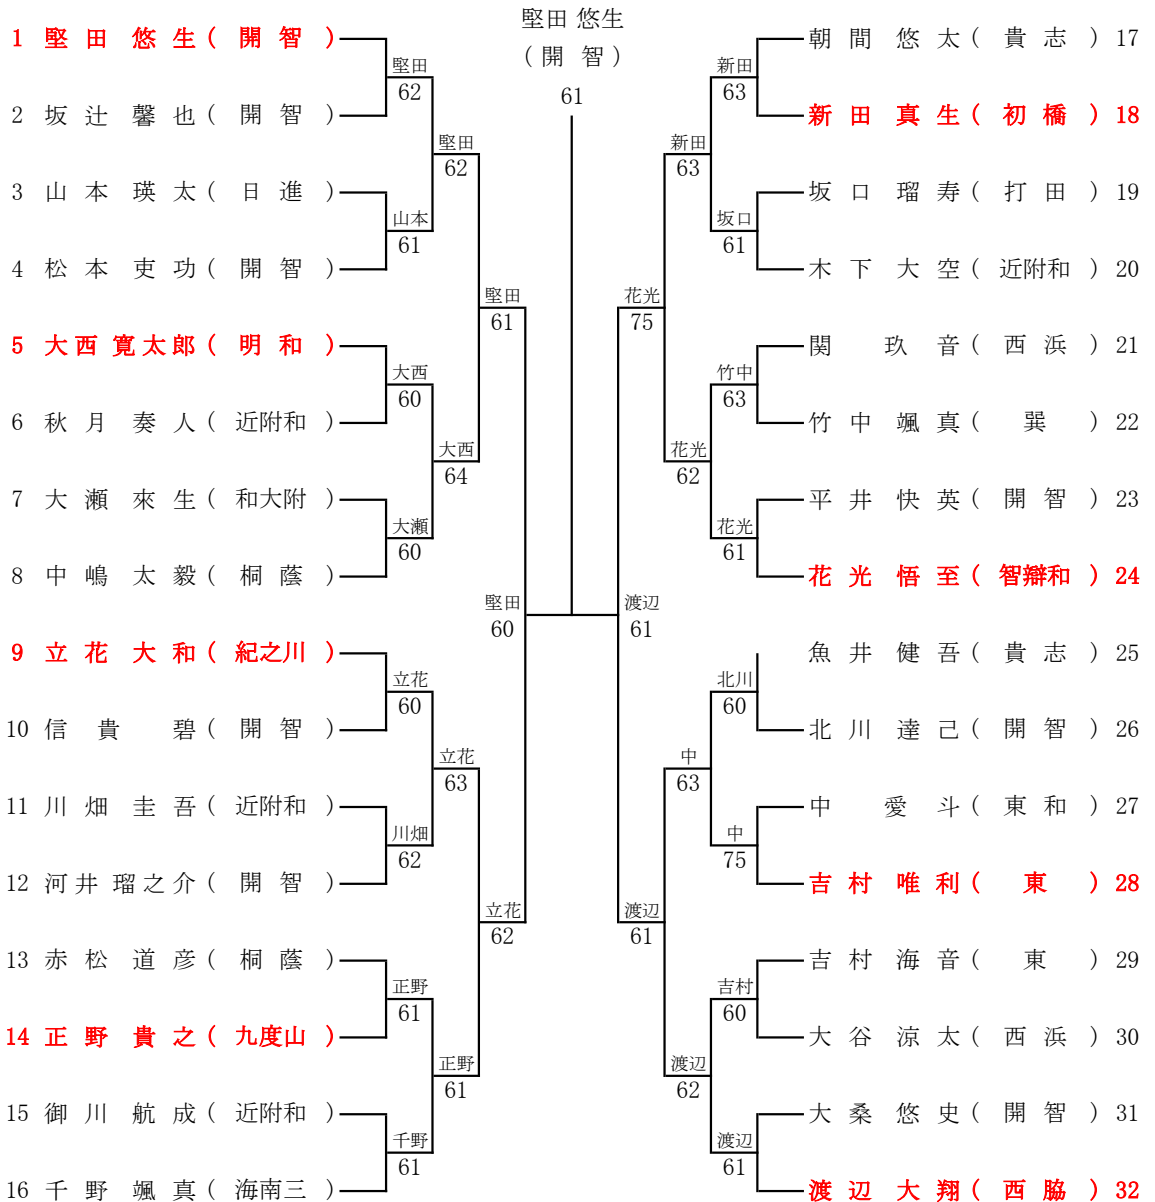 堅田 悠生
(開 智)
61
1 堅田 悠生(開 智)
2 坂辻 馨也(開 智)
3 山本 瑛太(日 進)
4 松本 吏功(開 智)
5 大西寛太郎(明 和)
6 秋月 奏人(近附和)
7 大瀬 來生(和大附)
8 中嶋 太毅(桐 蔭)
9 立花 大和(紀之川)
10 信貴 碧(開 智)
11 川畑 圭吾(近附和)
12 河井瑠之介(開 智)
13 赤松 道彦(桐 蔭)
14 正野 貴之(九度山)
15 御川 航成(近附和)
16 千野 颯真(海南三)
堅田
62
山本
61
大西
60
大瀬
60
立花
60
川畑
62
正野
61
千野
61
堅田
62
大西
64
立花
63
正野
61
堅田
61
立花
62
堅田
60
渡辺
61
花光
75
渡辺
61
新田
63
花光
62
中
63
渡辺
62
新田
63
坂口
61
竹中
63
花光
61
北川
60
中
75
吉村
60
渡辺
61
朝間 悠太(貴 志) 17
新田 真生(初 橋) 18
坂口 瑠寿(打 田) 19
木下 大空(近附和) 20
関 玖音(西 浜) 21
竹中 颯真(巽) 22
平井 快英(開 智) 23
花光 悟至(智辯和) 24
魚井 健吾(貴 志) 25
北川 達己(開 智) 26
中 愛斗(東 和) 27
吉村 唯利(東) 28
吉村 海音(東) 29
大谷 涼太(西 浜) 30
大桑 悠史(開 智) 31
渡辺 大翔(西 脇) 32